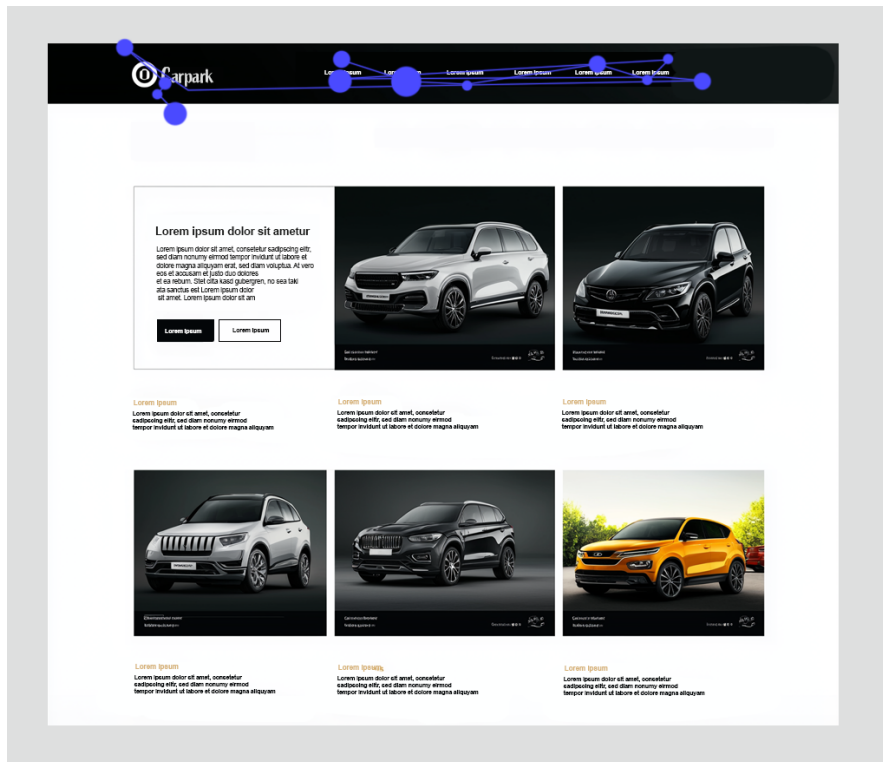 Carpark
Lorem Ipsum
Lorem Ipsum
Lorem Ipsum
Lorem Ipsum
Lorem Ipsum
Lorem ipsum dolor sit ametur
Lorem ipsum dolor sit amet, consetetur sadipscing elitr,
sed diam nonumy eirmod tempor invidunt ut labore et
dolore magna aliquyam erat, sed diam voluptua. At vero
eos et accusam et justo duo dolores
et ea rebum. Stet clita kasd gubergren, no sea taki
ata sanctus est Lorem ipsum dolor
sit amet. Lorem ipsum dolor sit am
Lorem Ipsum
Lorem Ipsum
Lorem Ipsum
Lorem ipsum dolor sit amet, consetetur
sadipscing elitr, sed diam nonumy eirmod
tempor invidunt ut labore et dolore magna aliquyam
Lorem Ipsum
Lorem ipsum dolor sit amet, consetetur
sadipscing elitr, sed diam nonumy eirmod
tempor invidunt ut labore et dolore magna aliquyam
Lorem Ipsum
Lorem ipsum dolor sit amet, consetetur
sadipscing elitr, sed diam nonumy eirmod
tempor invidunt ut labore et dolore magna aliquyam
Lorem Ipsum
Lorem ipsum dolor sit amet, consetetur
sadipscing elitr, sed diam nonumy eirmod
tempor invidunt ut labore et dolore magna aliquyam
Lorem
Lorem ipsum dolor sit amet, consetetur
sadipscing elitr, sed diam nonumy eirmod
tempor invidunt ut labore et dolore magna aliquyam
Lorem Ipsum
Lorem ipsum dolor sit amet, consetetur
sadipscing elitr, sed diam nonumy eirmod
tempor invidunt ut labore et dolore magna aliquyam